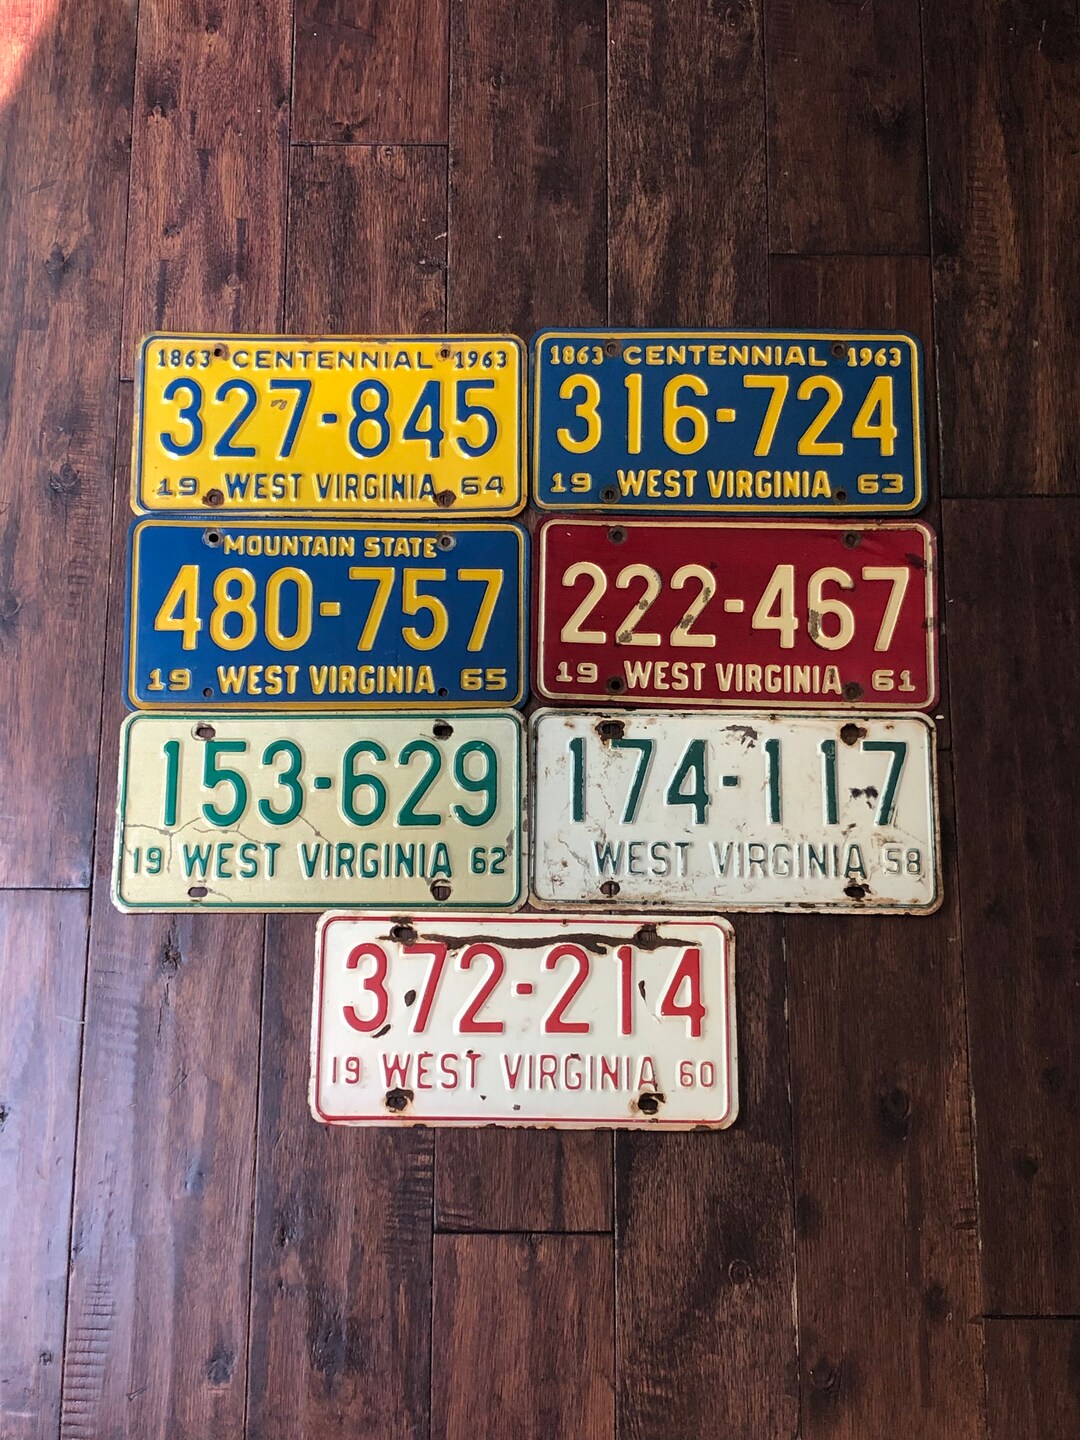 1863 CENTENNIAL 1963
327-845
19 WEST VIRGINIA 64
1863 CENTENNIAL 1963
316-724
19 WEST VIRGINIA 63
MOUNTAIN STATE
480-757
19 WEST VIRGINIA 65
222-467
19 WEST VIRGINIA 61
153-629
19 WEST VIRGINIA 62
174-117
WEST VIRGINIA 58
372-214
19 WEST VIRGINIA 60